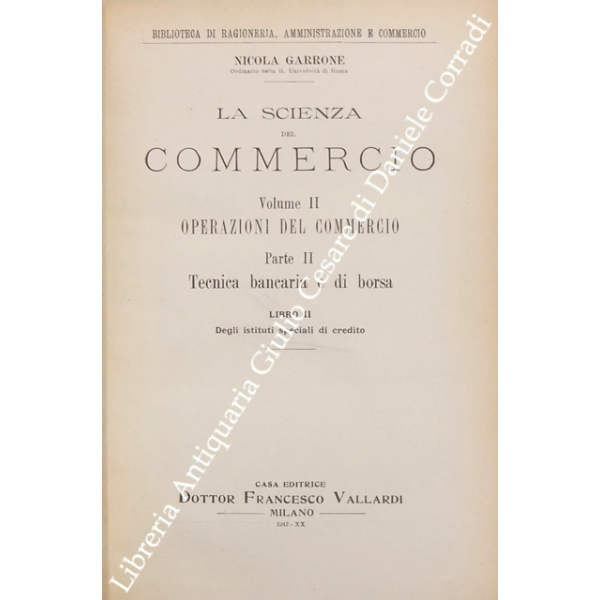 BIBLIOTECA DI RAGIONERIA, AMMINISTRAZIONE E COMMERCIO
NICOLA GARRONE
Ordinario nella R. Università di Roma
LA SCIENZA
DEL
COMMERCIO
Volume II
OPERAZIONI DEL COMMERCIO
Parte II
Tecnica bancaria e di borsa
LIBRO II
Degli istituti speciali di credito
CASA EDITRICE
DOTTOR FRANCESCO VALLARDI
MILANO
1942-XX
Libreria Antiquaria Giulio Cesare di Daniele Corradi